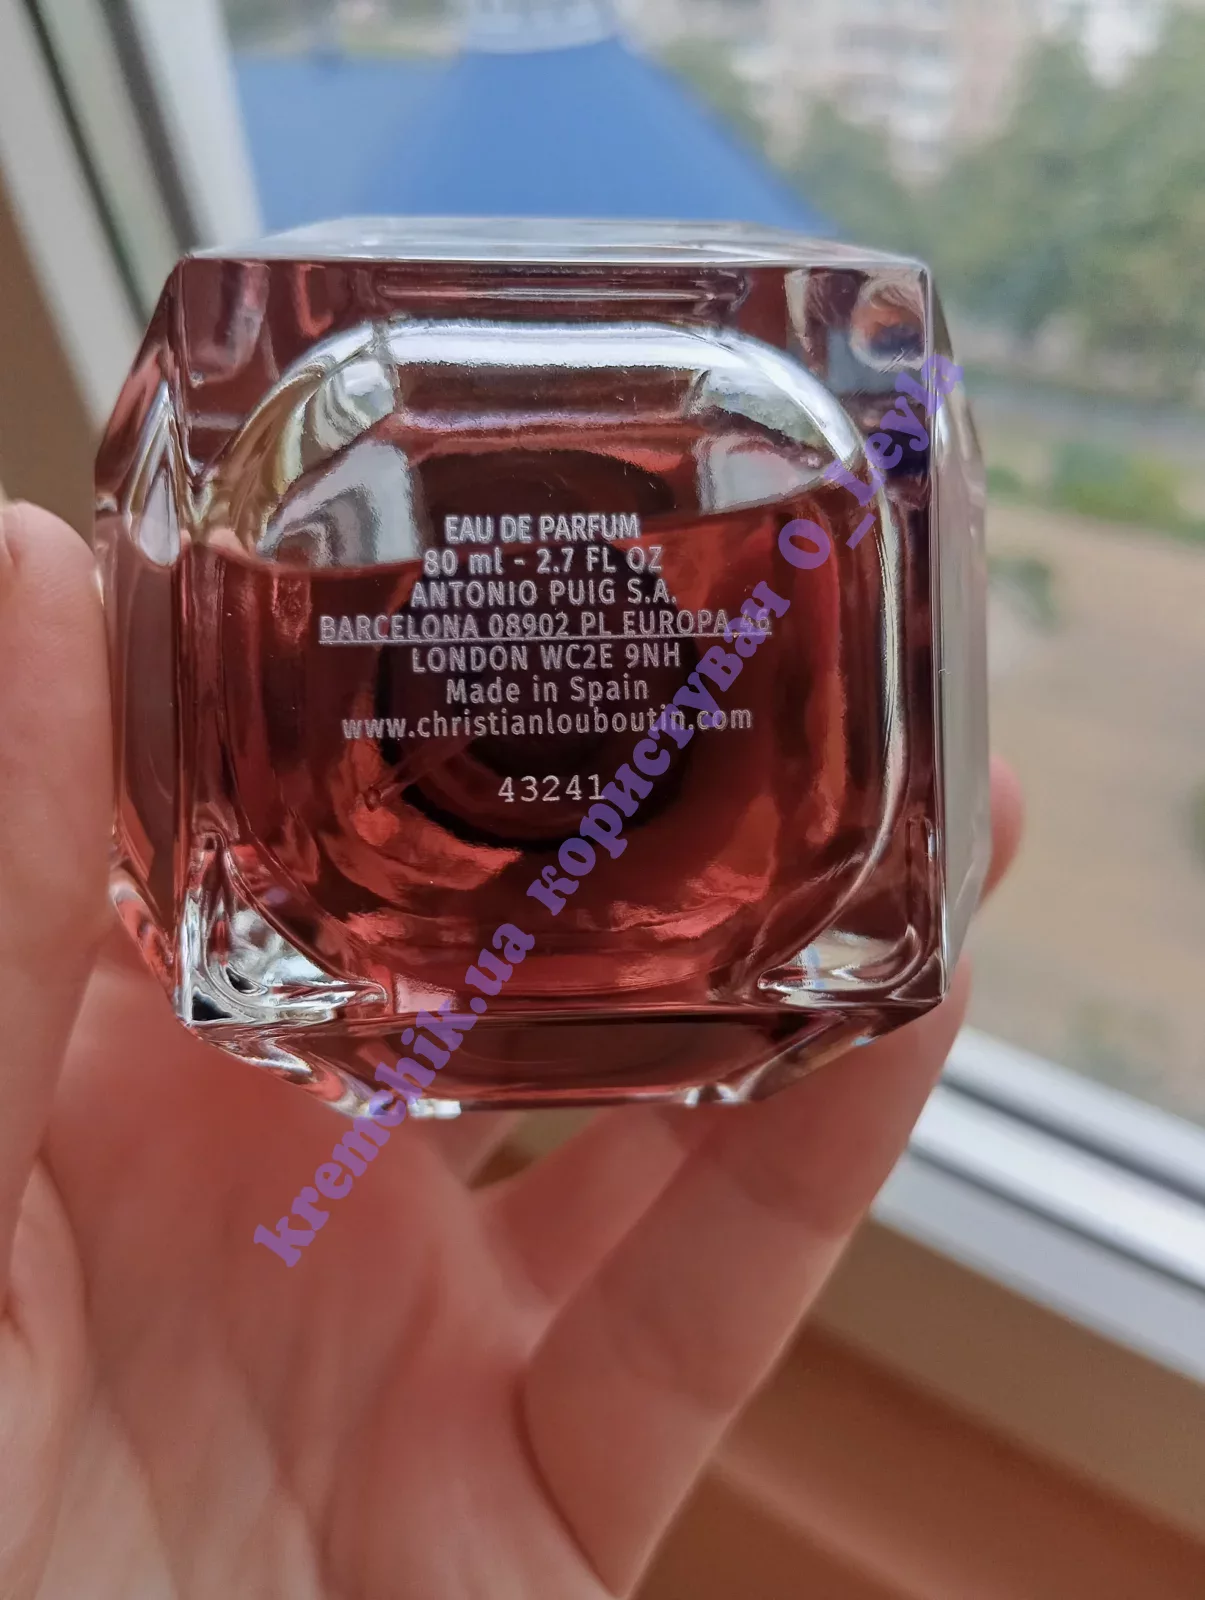 EAU DE PARFUM
80 ml - 2.7 FL OZ
ANTONIO PUIG S.A.
BARCELONA 08902 PL EUROPA 46
LONDON WC2E 9NH
Made in Spain
www.christianlouboutin.com
43241
kremchik.ua користувач O_Leyla